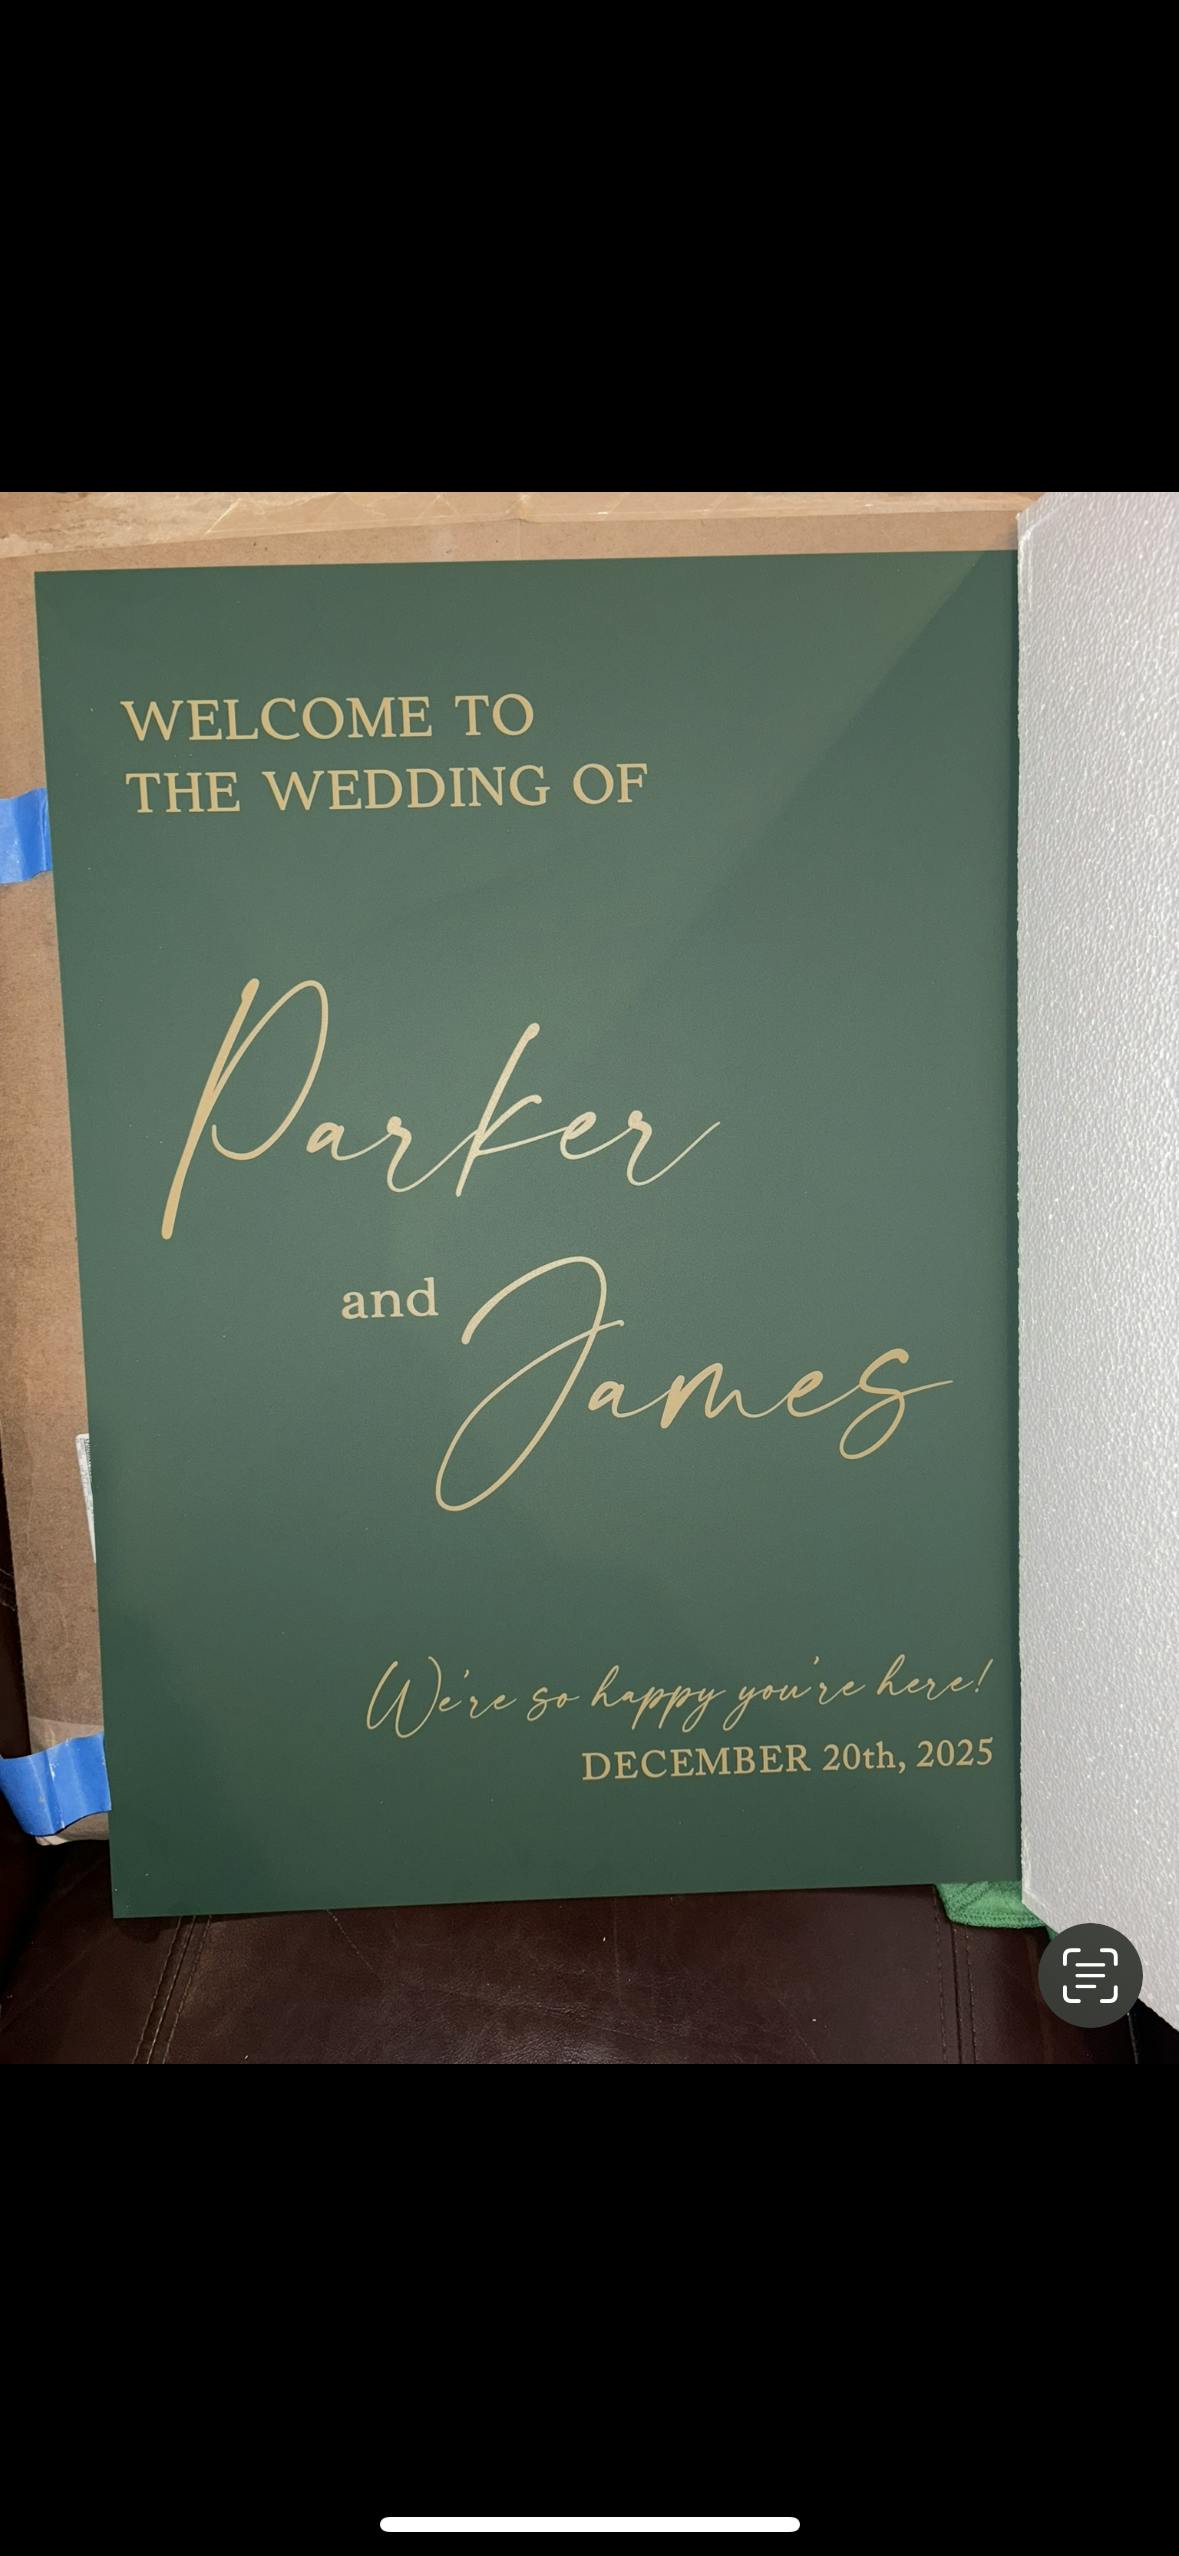 WELCOME TO
THE WEDDING OF
Parker
and
James
We're so happy you're here!
DECEMBER 20th, 2025